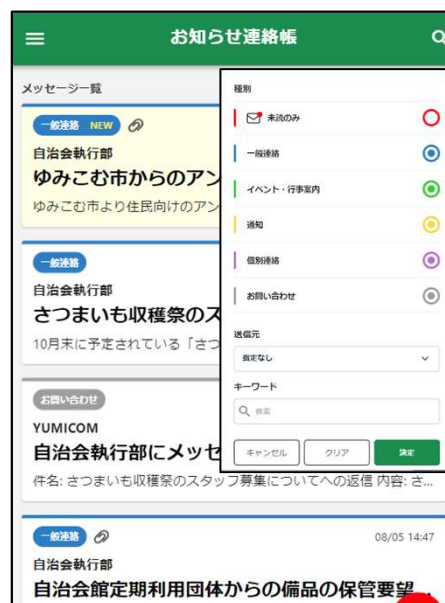 お知らせ連絡帳
メッセージ一覧
一般連絡 NEW
自治会執行部
ゆみこむ市からのアン
ゆみこむ市より住民向けのアン
一般連絡
自治会執行部
さつまいも収穫祭のス
10月末に予定されている「さつ
お問い合わせ
YUMICOM
自治会執行部にメッセ
件名: さつまいも収穫祭のスタッフ募集についてへの返信 内容: さ...
一般連絡
08/05 14:47
自治会執行部
自治会館定期利用団体からの備品の保管要望...
種別
未読のみ
一般連絡
イベント・行事案内
通知
個別連絡
お問い合わせ
送信元
指定なし
キーワード
検索
キャンセル
クリア
決定